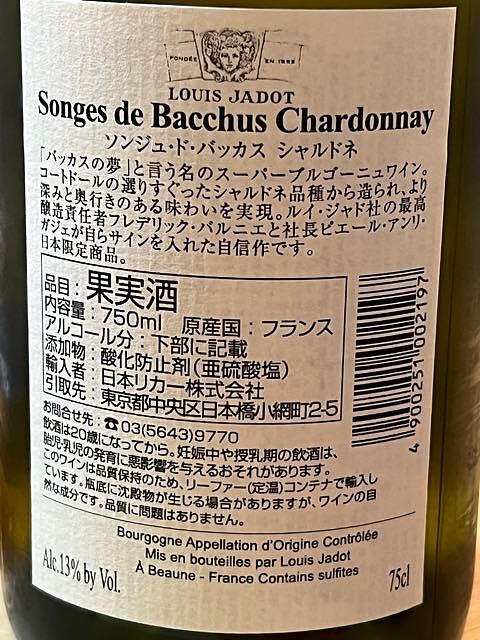 FONDÉE EN 1859
LOUIS JADOT
Songes de Bacchus Chardonnay
ソンジュ・ド・バッカス シャルドネ
「バッカスの夢」と言う名のスーパーブルゴーニュワイン。
コートドールの選りすぐったシャルドネ品種から造られ、より
深みと奥行きのある味わいを実現。ルイ・ジャド社の最高
醸造責任者フレデリック・バルニエと社長ピエール・アンリ・
ガジェが自らサインを入れた自信作です。
日本限定商品。
品目：果実酒
内容量：750ml 原産国：フランス
アルコール分：下部に記載
添加物：酸化防止剤（亜硫酸塩）
輸入者：日本リカー株式会社
引取先：東京都中央区日本橋小網町2-5
お問合せ先：☎03(5643)9770
飲酒は20歳になってから。妊娠中や授乳期の飲酒は、
胎児・乳児の発育に悪影響を与えるおそれがあります。
このワインは品質保持のため、リーファー（定温）コンテナで輸入し
ています。瓶底に沈殿物が生じる場合がありますが、ワインの自
然な成分です。品質に問題はありません。
4 900251 002197
Bourgogne Appellation d'Origine Contrôlée
Mis en bouteilles par Louis Jadot
À Beaune - France Contains sulfites
Alc.13% by Vol.
75cl